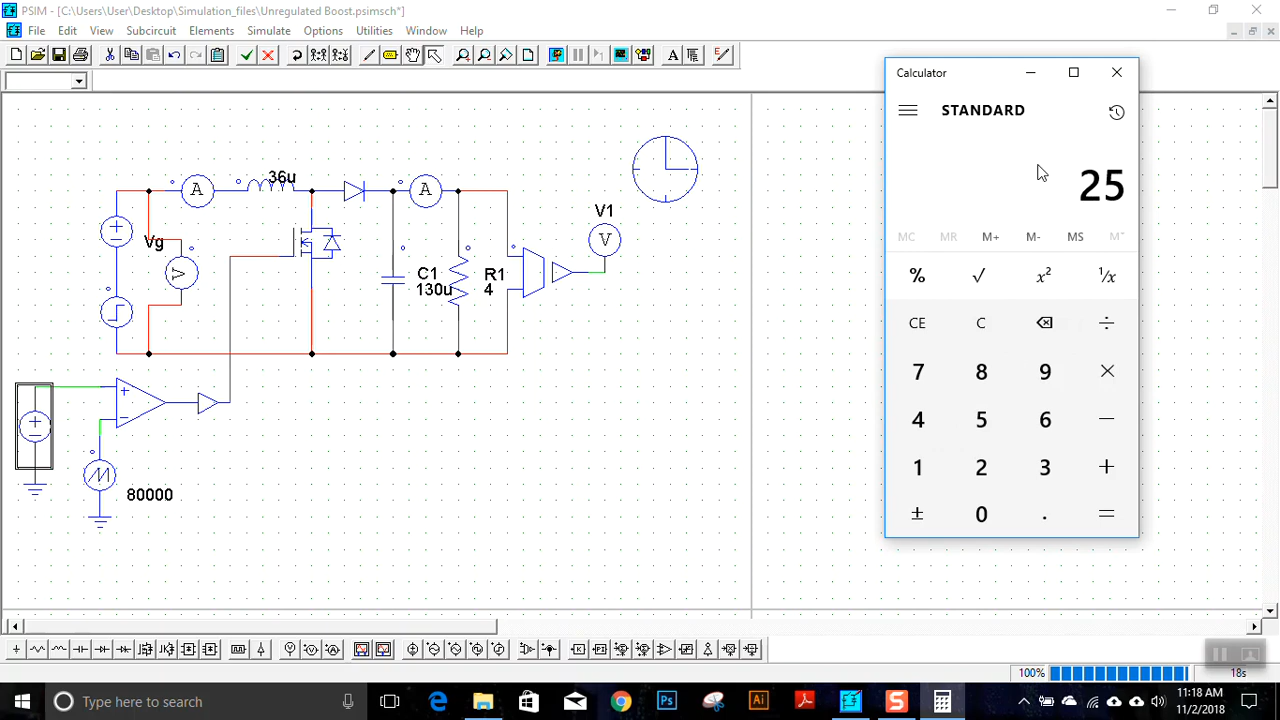 PSIM - [C:\Users\User\Desktop\Simulation_files\Unregulated Boost.psimsch*]
File Edit View Subcircuit Elements Simulate Options Utilities Window Help
Calculator
STANDARD
25
MC MR M+ M- MS M˅
% √ x² ¹/x
CE C ÷
7 8 9 ×
4 5 6 −
1 2 3 +
± 0 . =
36u
A
A
V1
V
Vg
V
C1
130u
R1
4
80000
100%
18s
Type here to search
11:18 AM
11/2/2018